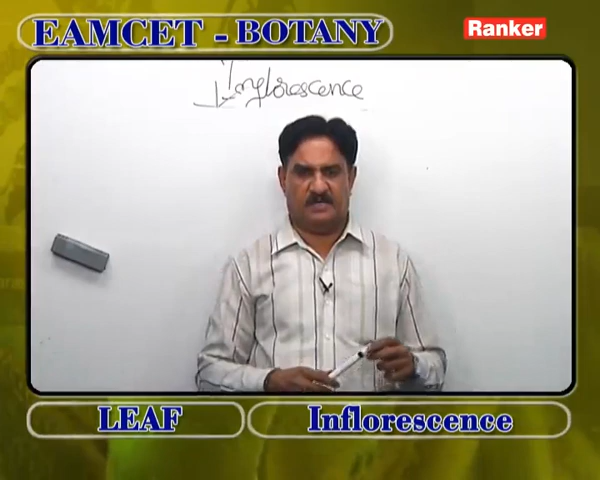 EAMCET - BOTANY
Ranker
Inflorescence
LEAF
Inflorescence